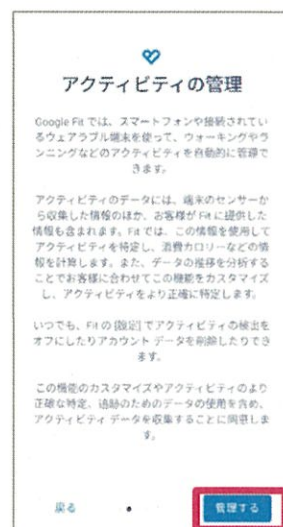 アクティビティの管理
Google Fit では、スマートフォンや接続されてい
るウェアラブル端末を使って、ウォーキングやラ
ンニングなどのアクティビティを自動的に管理で
きます。
アクティビティのデータには、端末のセンサーか
ら収集した情報のほか、お客様が Fit に提供した
情報も含まれます。Fit では、この情報を使用して
アクティビティを特定し、消費カロリーなどの情
報を計算します。また、データの推移を分析する
ことでお客様に合わせてこの機能をカスタマイズ
し、アクティビティをより正確に特定します。
いつでも、Fit の [設定] でアクティビティの検出を
オフにしたりアカウント データを削除したりでき
ます。
この機能のカスタマイズやアクティビティのより
正確な特定、追跡のためのデータの使用を含め、
アクティビティ データを収集することに同意しま
す。
戻る
管理する